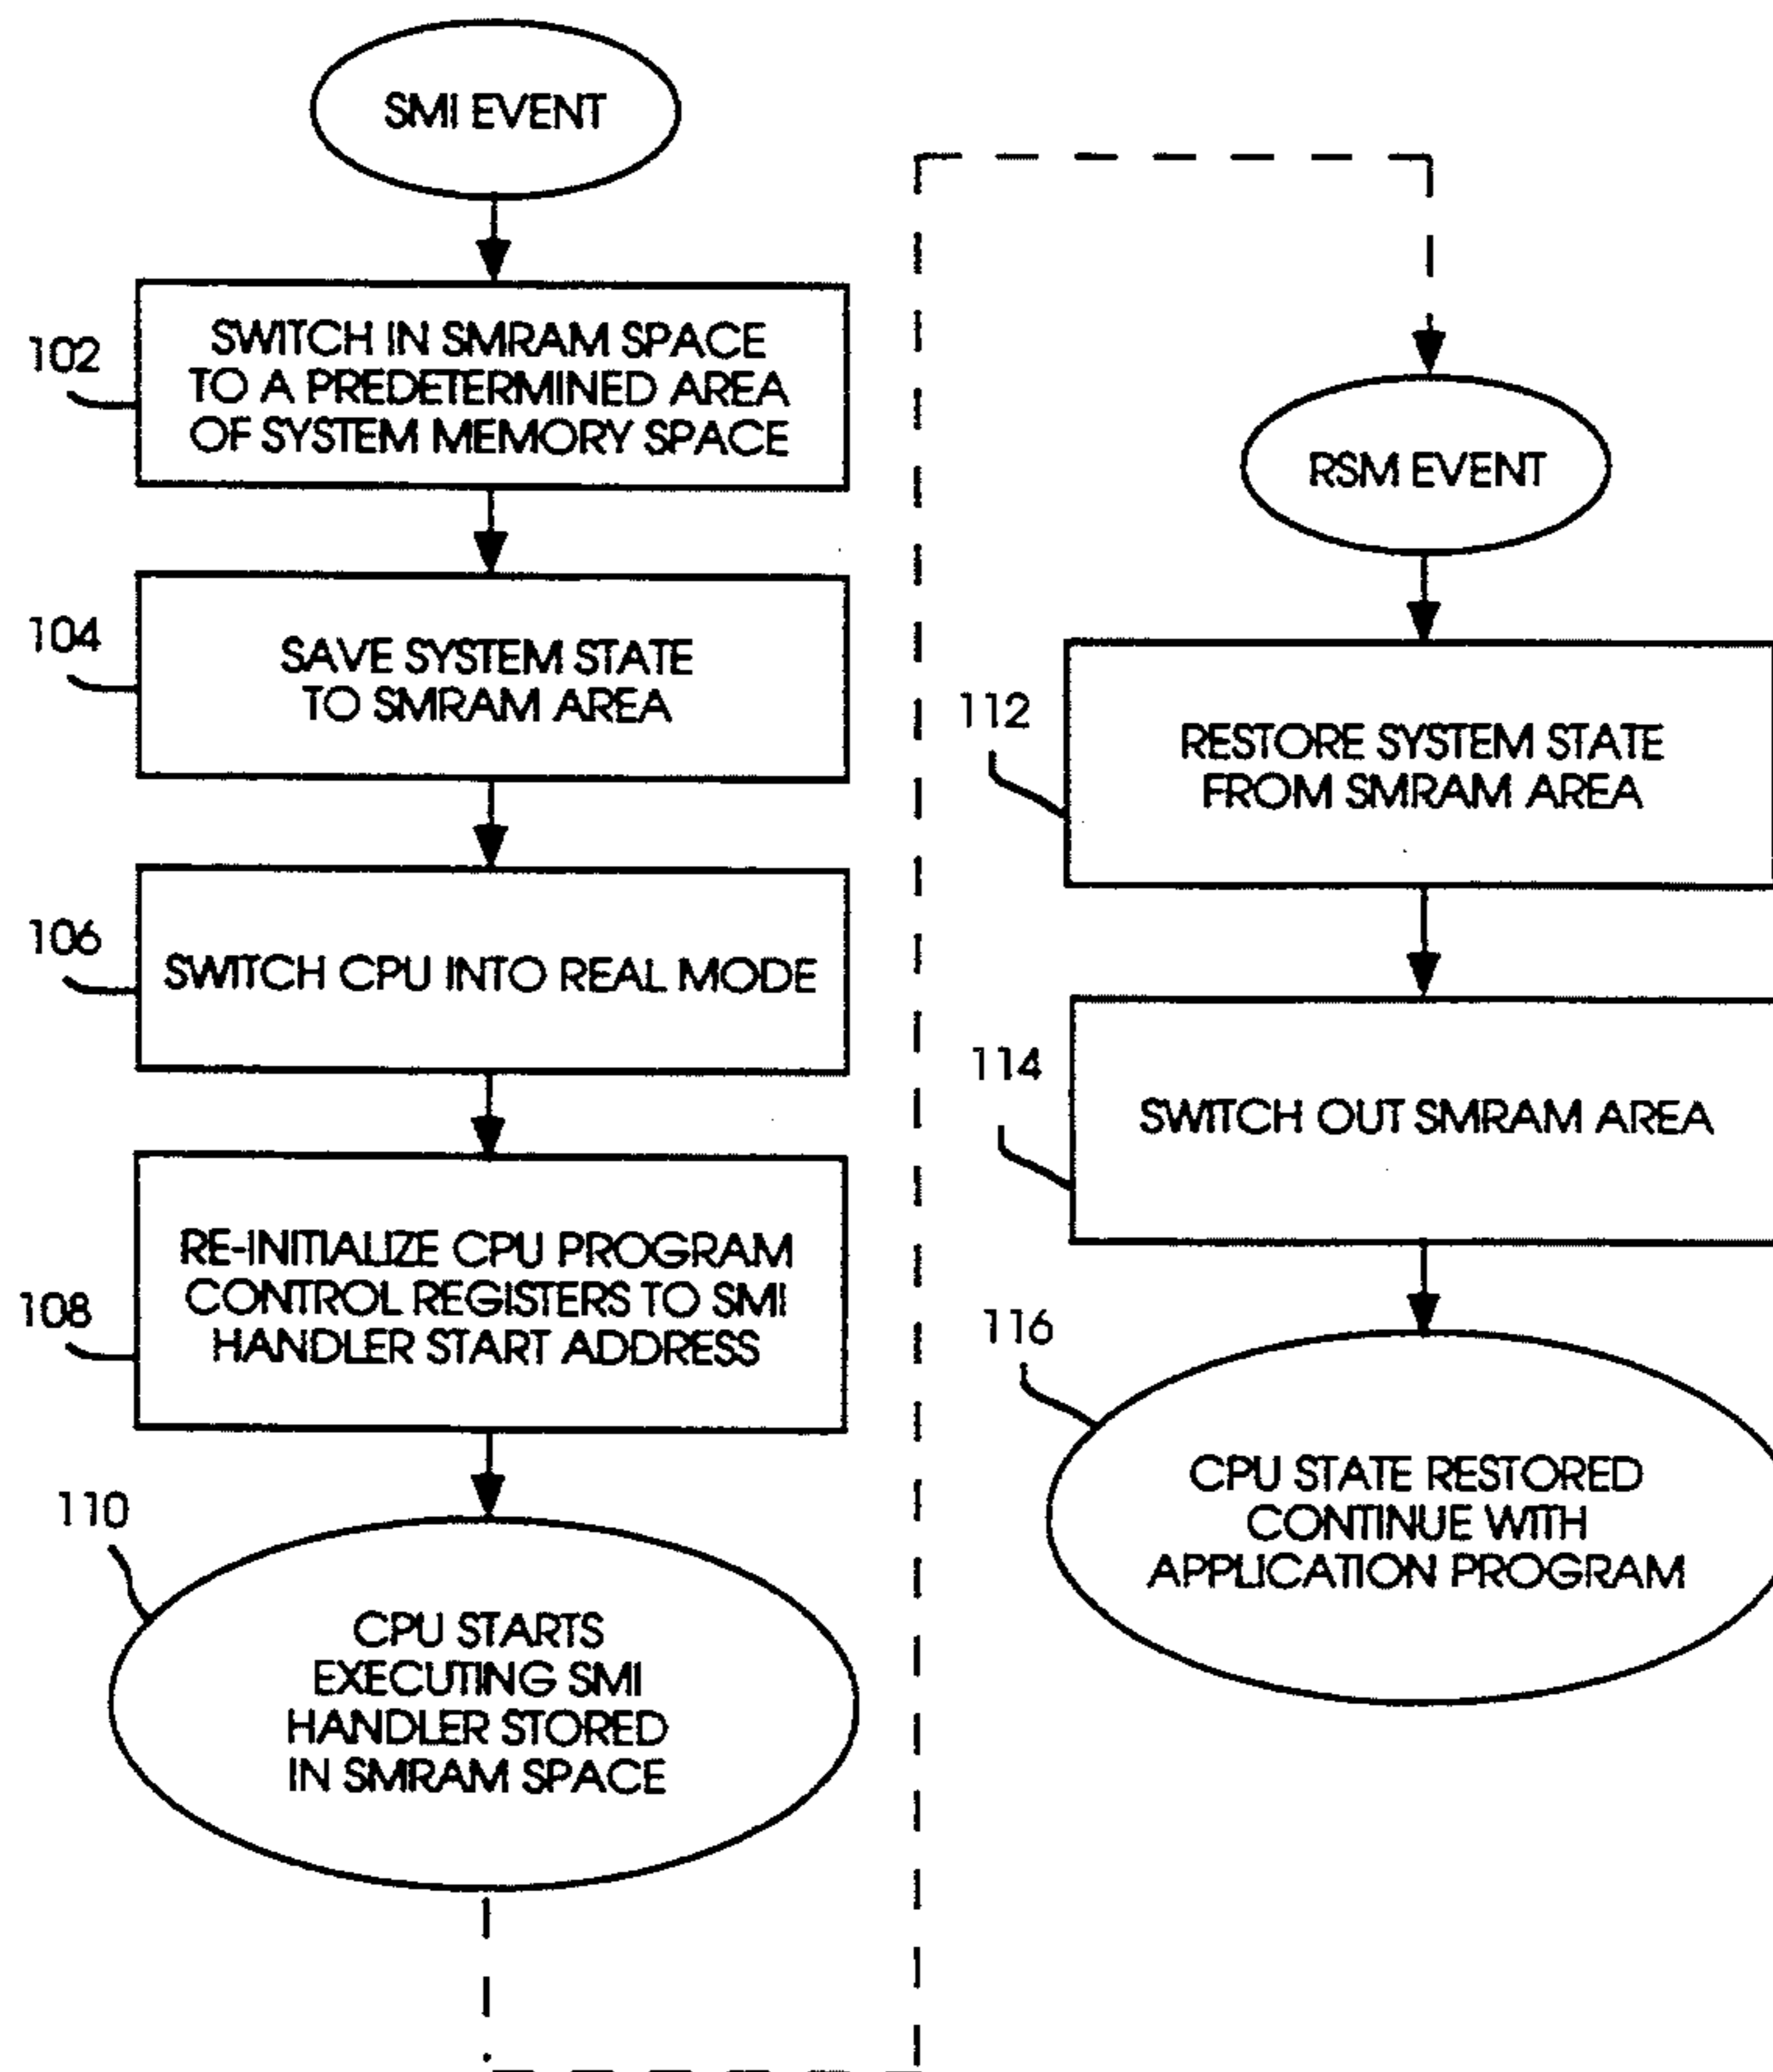 SMI EVENT
102
SWITCH IN SMRAM SPACE
TO A PREDETERMINED AREA
OF SYSTEM MEMORY SPACE
104
SAVE SYSTEM STATE
TO SMRAM AREA
106
SWITCH CPU INTO REAL MODE
108
RE-INITIALIZE CPU PROGRAM
CONTROL REGISTERS TO SMI
HANDLER START ADDRESS
110
CPU STARTS
EXECUTING SMI
HANDLER STORED
IN SMRAM SPACE
RSM EVENT
112
RESTORE SYSTEM STATE
FROM SMRAM AREA
114
SWITCH OUT SMRAM AREA
116
CPU STATE RESTORED
CONTINUE WITH
APPLICATION PROGRAM